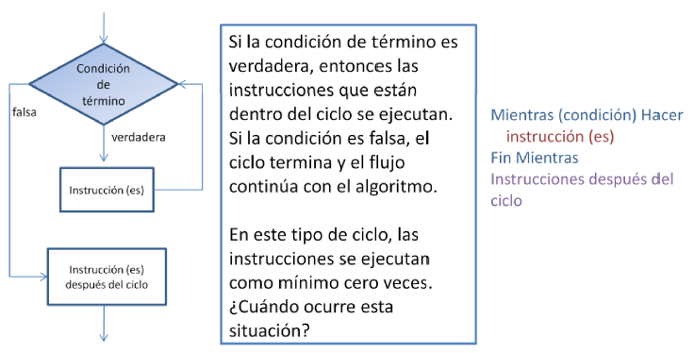 Condición
de
término
falsa
verdadera
Instrucción (es)
Instrucción (es)
después del ciclo
Si la condición de término es
verdadera, entonces las
instrucciones que están
dentro del ciclo se ejecutan.
Si la condición es falsa, el
ciclo termina y el flujo
continúa con el algoritmo.
En este tipo de ciclo, las
instrucciones se ejecutan
como mínimo cero veces.
¿Cuándo ocurre esta
situación?
Mientras (condición) Hacer
instrucción (es)
Fin Mientras
Instrucciones después del
ciclo